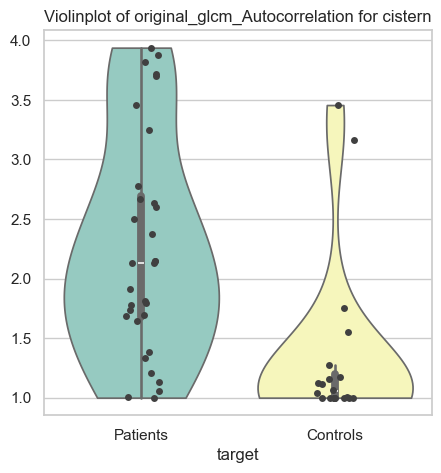 Violinplot of original_glcm_Autocorrelation for cistern
4.0
3.5
3.0
2.5
2.0
1.5
1.0
Patients
Controls
target